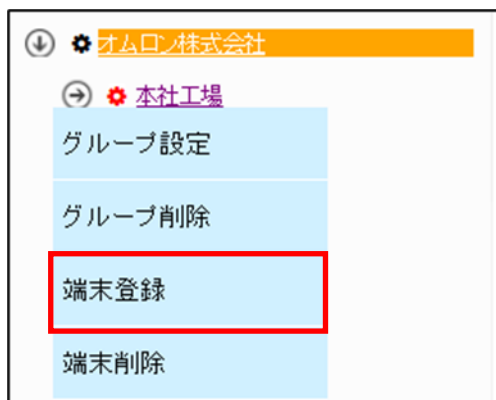 オムロン株式会社
本社工場
グループ設定
グループ削除
端末登録
端末削除